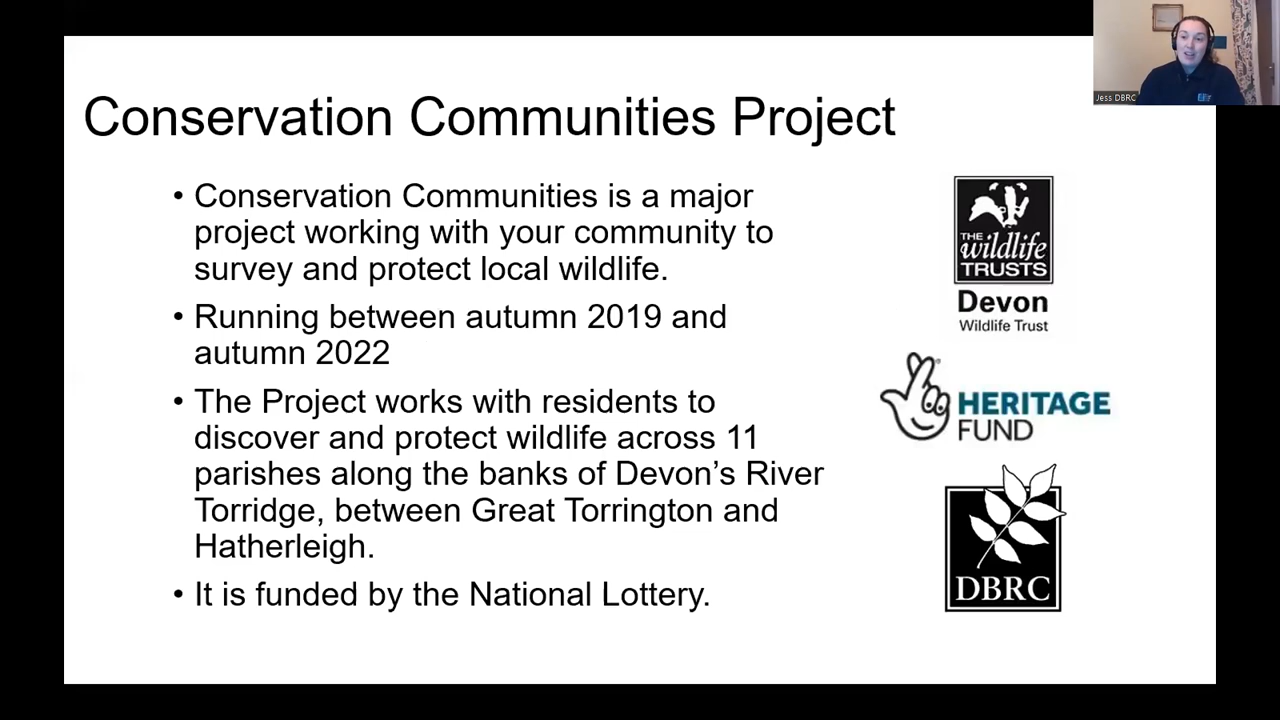 Jess DBRC
Conservation Communities Project
• Conservation Communities is a major
project working with your community to
survey and protect local wildlife.
• Running between autumn 2019 and
autumn 2022
• The Project works with residents to
discover and protect wildlife across 11
parishes along the banks of Devon’s River
Torridge, between Great Torrington and
Hatherleigh.
• It is funded by the National Lottery.
THE
wildlife
TRUSTS
Devon
Wildlife Trust
HERITAGE
FUND
DBRC